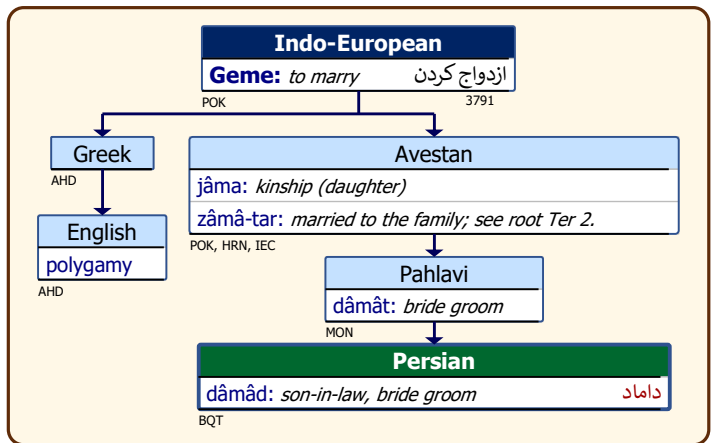 Indo-European
Geme: to marry ازدواج کردن
POK 3791
Greek
AHD
English
polygamy
AHD
Avestan
jâma: kinship (daughter)
zâmâ-tar: married to the family; see root Ter 2.
POK, HRN, IEC
Pahlavi
dâmât: bride groom
MON
Persian
dâmâd: son-in-law, bride groom داماد
BQT